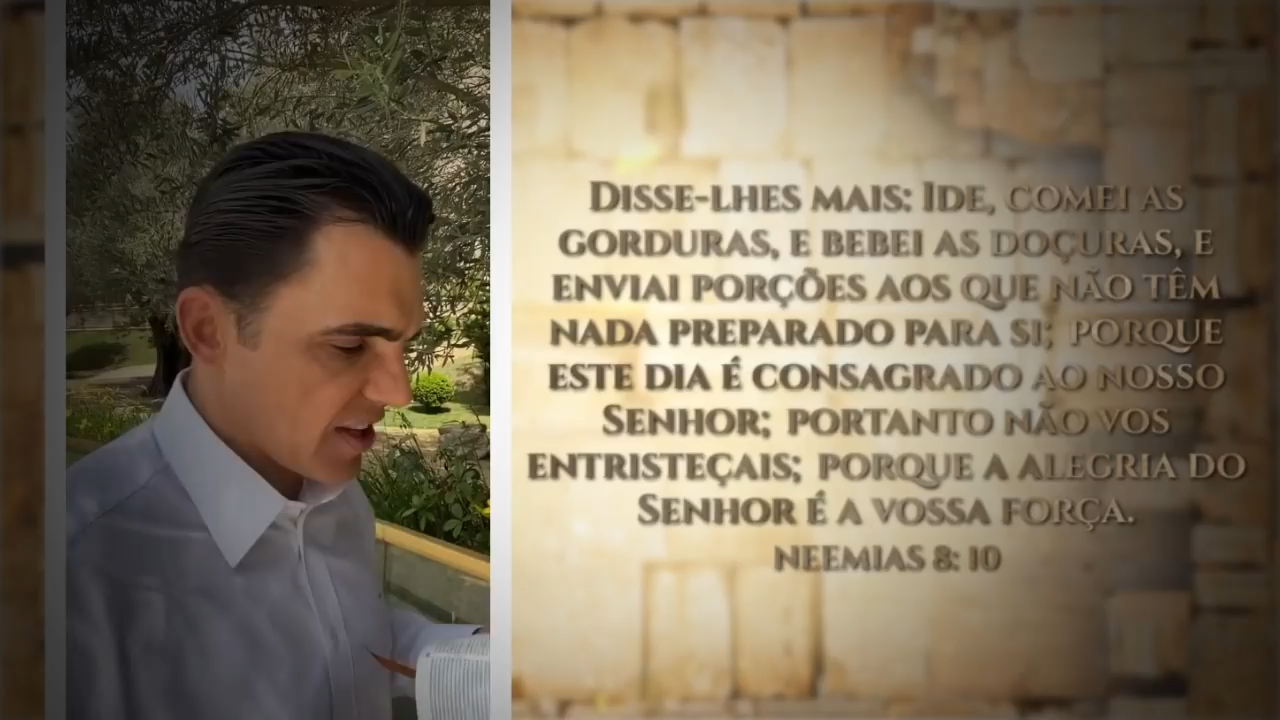 Disse-lhes mais: Ide, comei as
gorduras, e bebei as doçuras, e
enviai porções aos que não têm
nada preparado para si; porque
este dia é consagrado ao nosso
Senhor; portanto não vos
entristeçais; porque a alegria do
Senhor é a vossa força.
Neemias 8: 10